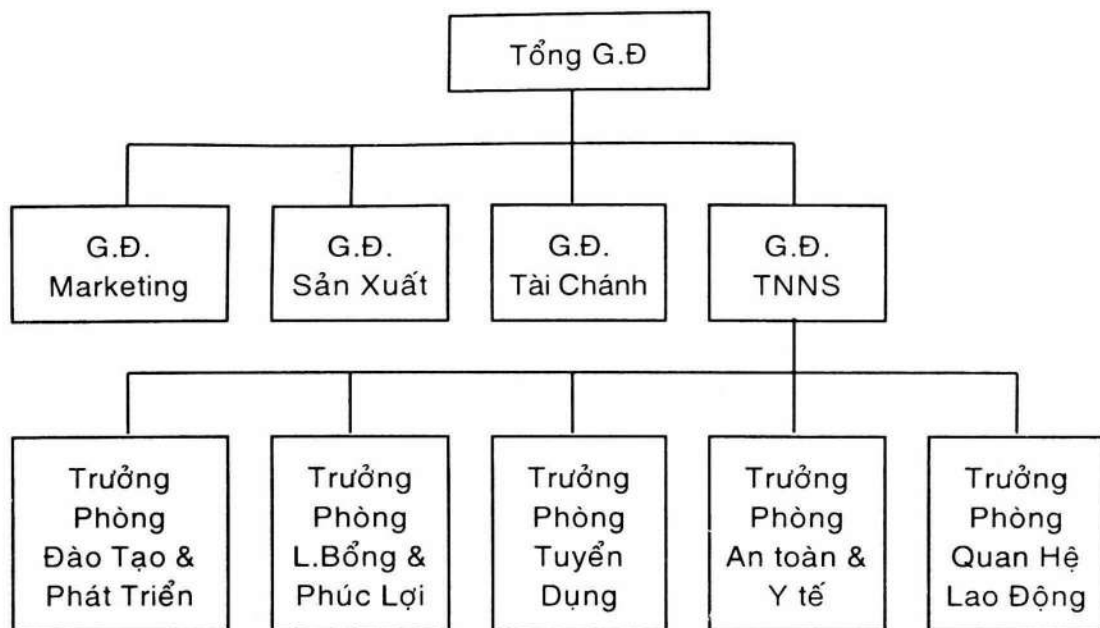 Tổng G.Đ
G.Đ.
Marketing
G.Đ.
Sản Xuất
G.Đ.
Tài Chánh
G.Đ.
TNNS
Trưởng
Phòng
Đào Tạo &
Phát Triển
Trưởng
Phòng
L.Bổng &
Phúc Lợi
Trưởng
Phòng
Tuyển
Dụng
Trưởng
Phòng
An toàn &
Y tế
Trưởng
Phòng
Quan Hệ
Lao Động